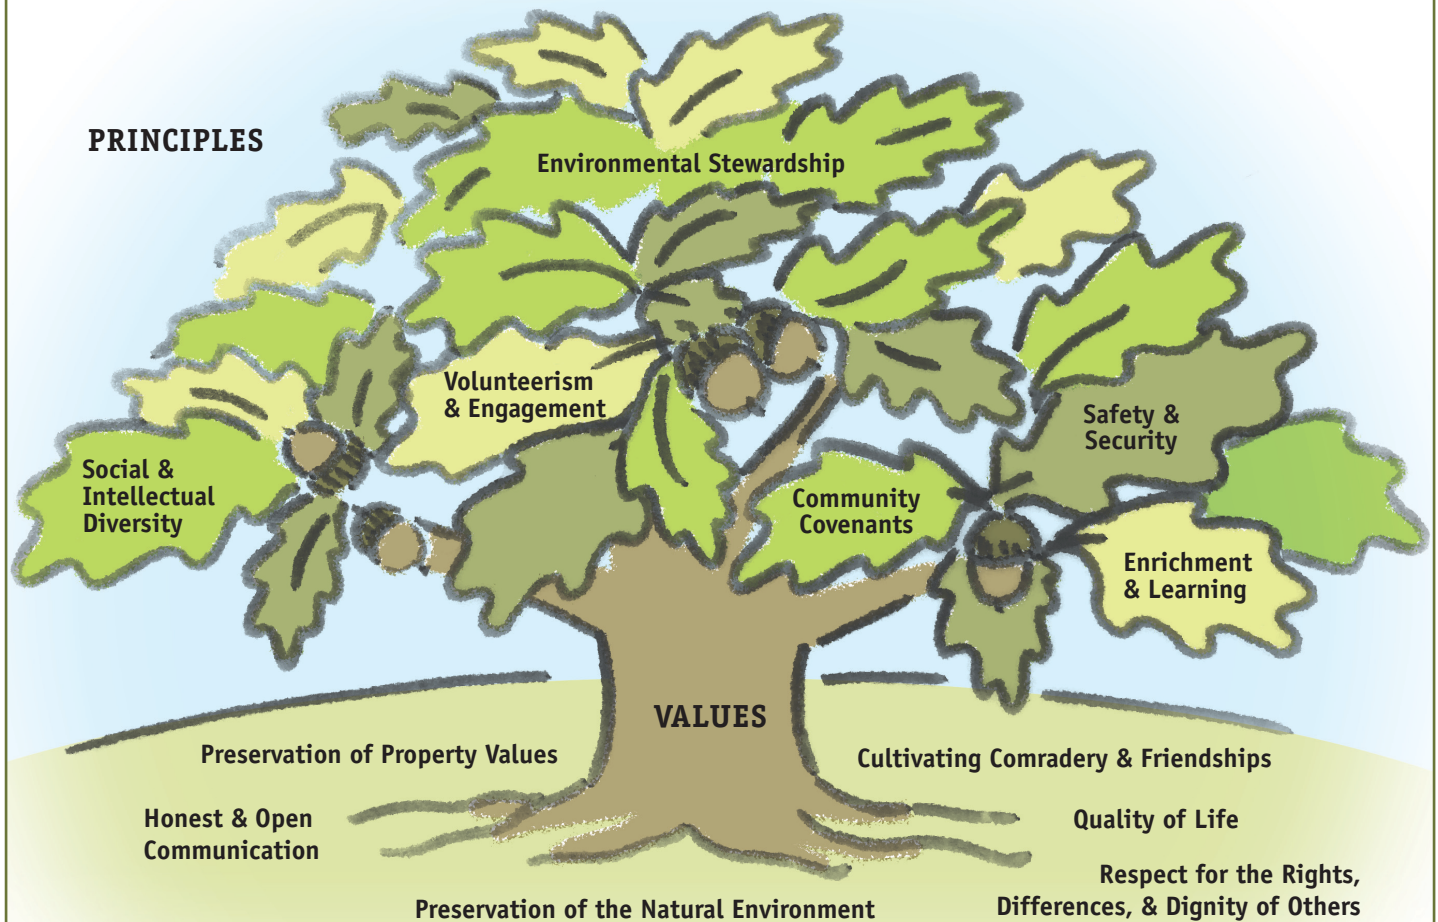 PRINCIPLES
Environmental Stewardship
Volunteerism
& Engagement
Safety &
Security
Social &
Intellectual
Diversity
Community
Covenants
Enrichment
& Learning
VALUES
Preservation of Property Values
Cultivating Comradery & Friendships
Honest & Open
Communication
Quality of Life
Respect for the Rights,
Differences, & Dignity of Others
Preservation of the Natural Environment